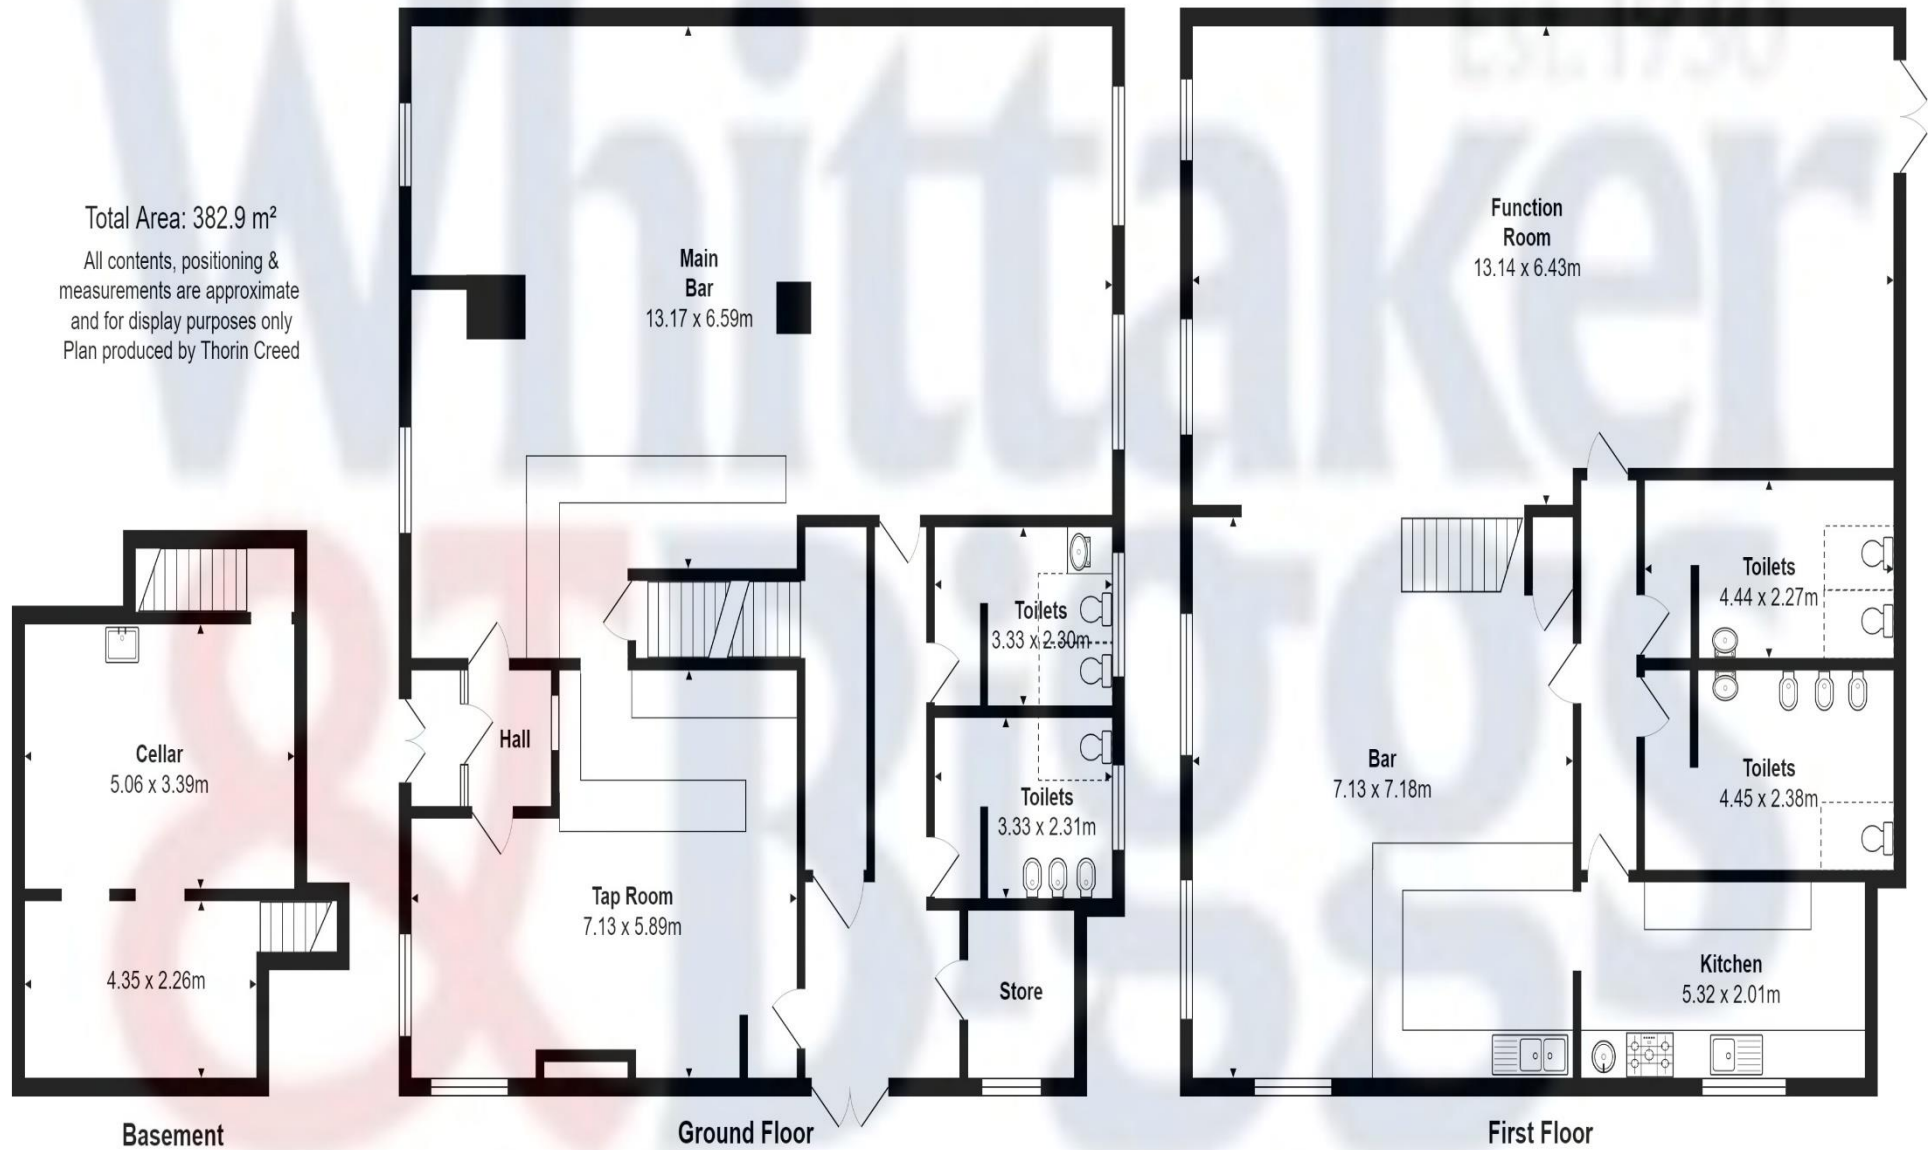 Whittaker
Est. 1930
& Biggs
Total Area: 382.9 m²
All contents, positioning &
measurements are approximate
and for display purposes only
Plan produced by Thorin Creed
Cellar
5.06 x 3.39m
4.35 x 2.26m
Basement
Main
Bar
13.17 x 6.59m
Toilets
3.33 x 2.30m
Hall
Toilets
3.33 x 2.31m
Tap Room
7.13 x 5.89m
Store
Ground Floor
Function
Room
13.14 x 6.43m
Toilets
4.44 x 2.27m
Bar
7.13 x 7.18m
Toilets
4.45 x 2.38m
Kitchen
5.32 x 2.01m
First Floor